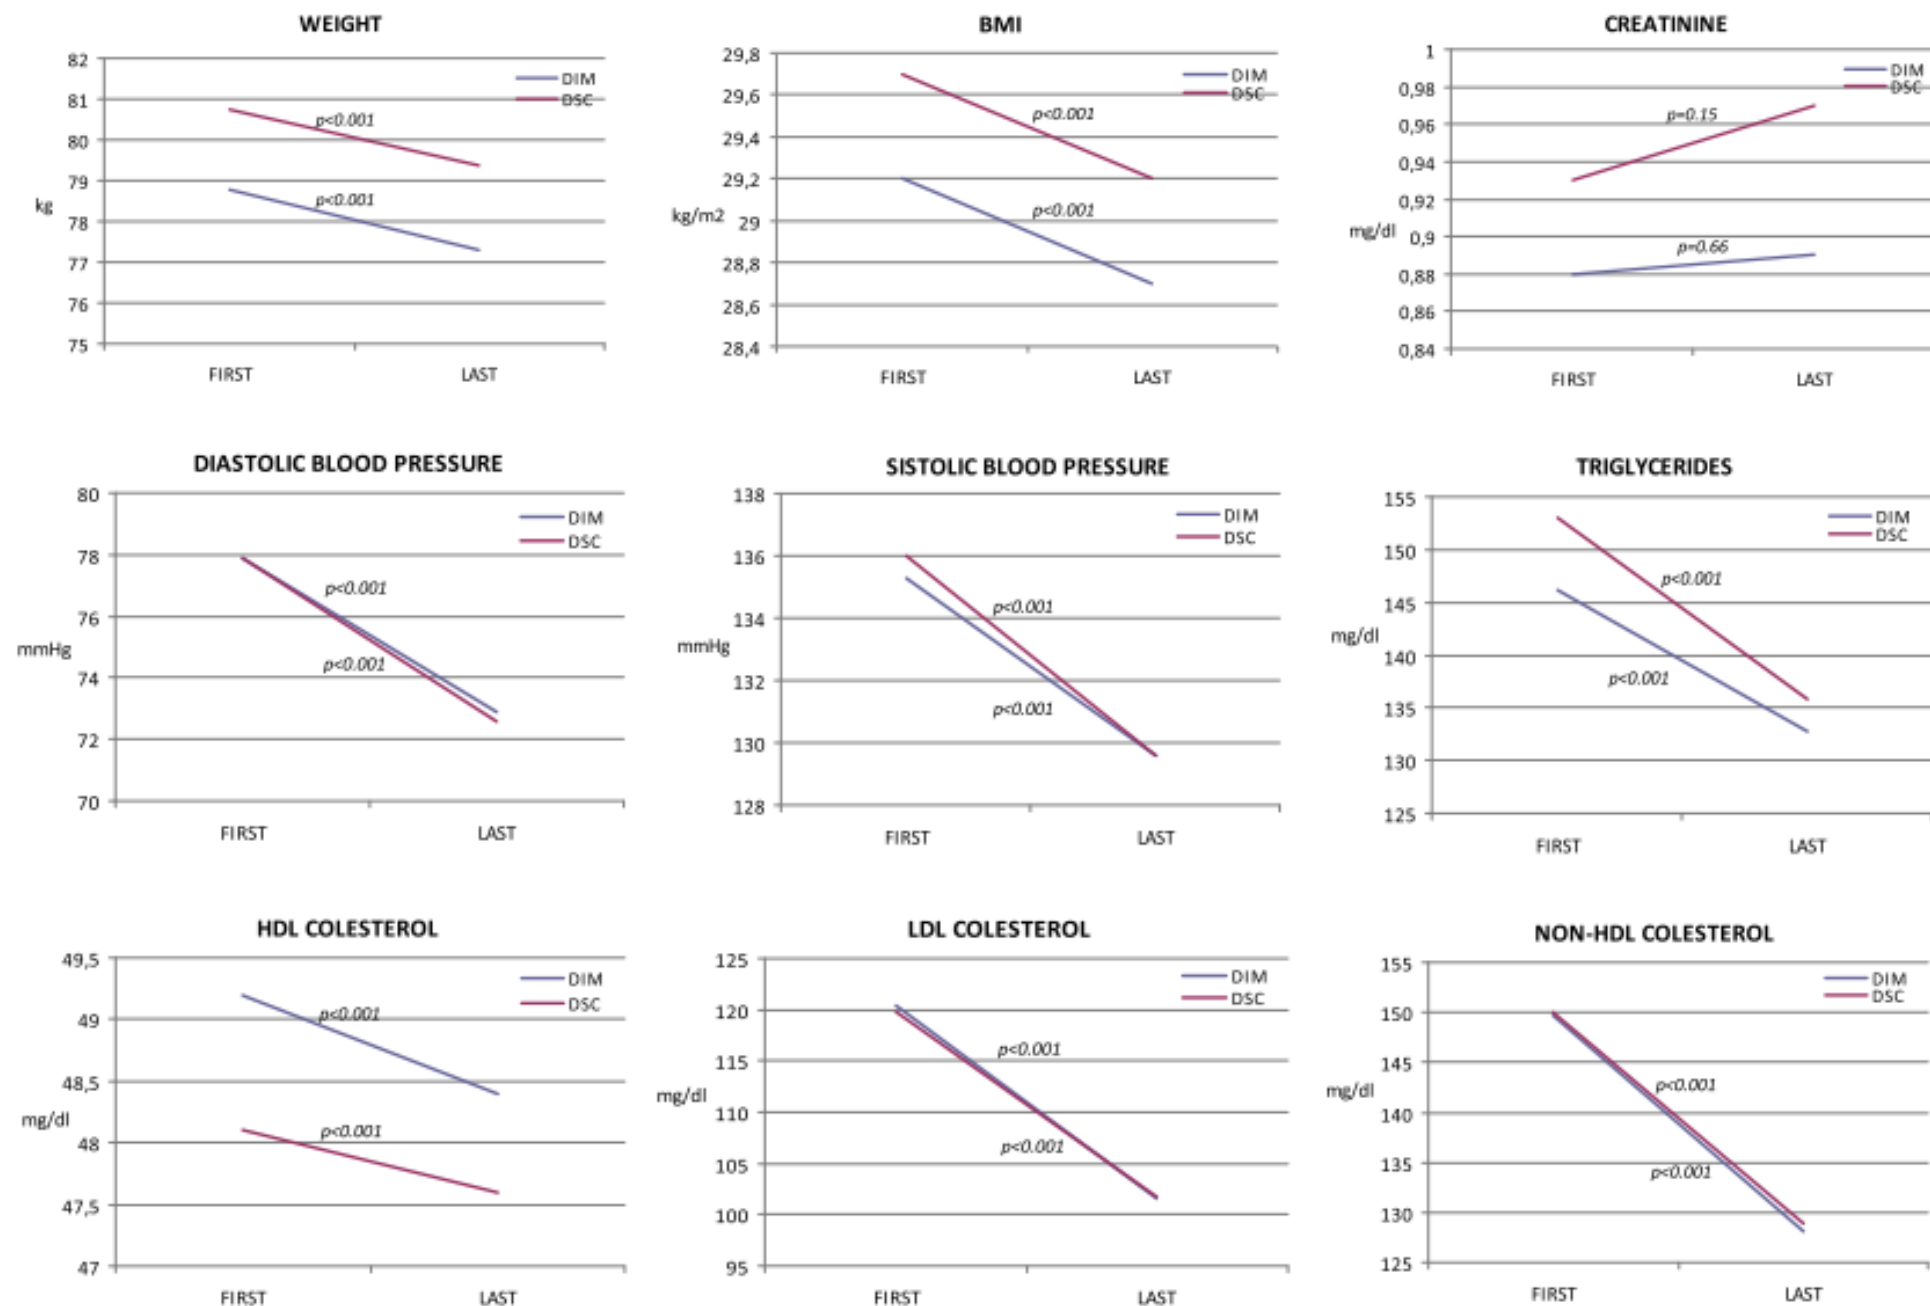 WEIGHT
82
81
80
79
78
77
76
75
kg
DIM
DSC
p<0.001
p<0.001
FIRST
LAST
BMI
29,8
29,6
29,4
29,2
29
28,8
28,6
28,4
kg/m2
DIM
DSC
p<0.001
p<0.001
FIRST
LAST
CREATININE
1
0,98
0,96
0,94
0,92
0,9
0,88
0,86
0,84
mg/dl
DIM
DSC
p=0.15
p=0.66
FIRST
LAST
DIASTOLIC BLOOD PRESSURE
80
78
76
74
72
70
mmHg
DIM
DSC
p<0.001
p<0.001
FIRST
LAST
SISTOLIC BLOOD PRESSURE
138
136
134
132
130
128
mmHg
DIM
DSC
p<0.001
p<0.001
FIRST
LAST
TRIGLYCERIDES
155
150
145
140
135
130
125
mg/dl
DIM
DSC
p<0.001
p<0.001
FIRST
LAST
HDL COLESTEROL
49,5
49
48,5
48
47,5
47
mg/dl
DIM
DSC
p<0.001
p<0.001
FIRST
LAST
LDL COLESTEROL
125
120
115
110
105
100
95
mg/dl
DIM
DSC
p<0.001
p<0.001
FIRST
LAST
NON-HDL COLESTEROL
155
150
145
140
135
130
125
mg/dl
DIM
DSC
p<0.001
p<0.001
FIRST
LAST